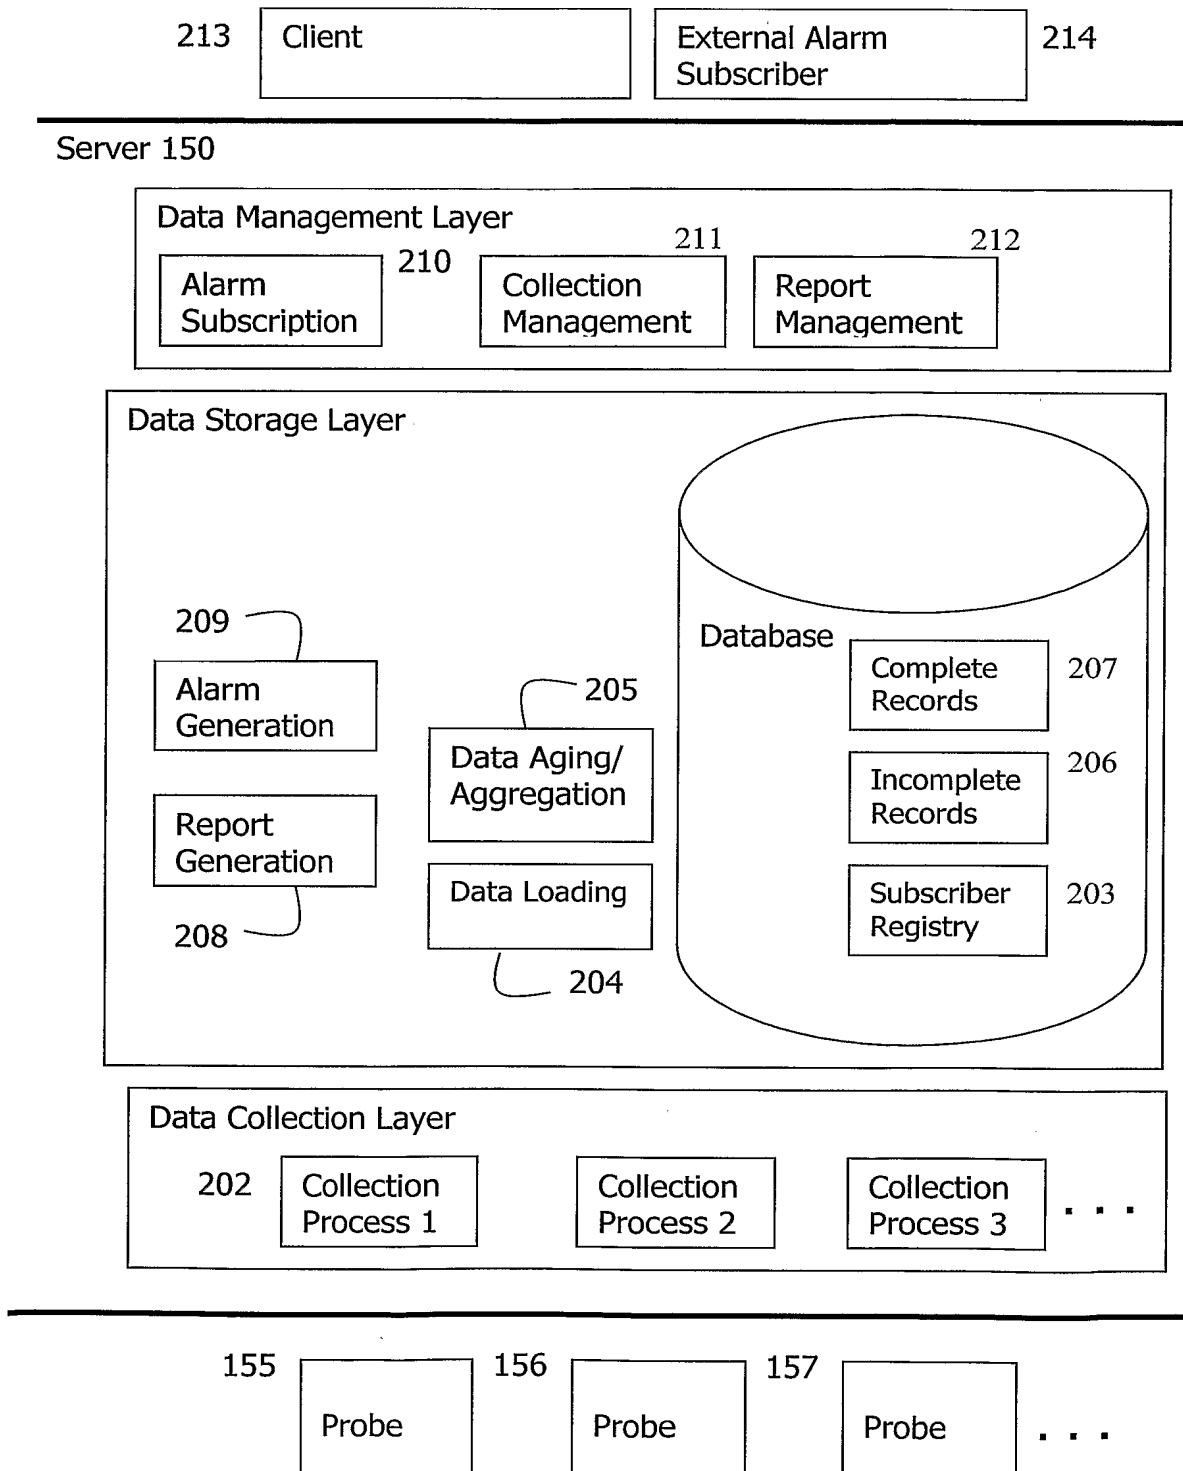 213 Client External Alarm 214
Subscriber
Server 150
Data Management Layer
Alarm
Subscription
210
Collection
Management
211
Report
Management
212
Data Storage Layer
209
Alarm
Generation
Report
Generation
208
205
Data Aging/
Aggregation
Data Loading
204
Database
Complete
Records
207
Incomplete
Records
206
Subscriber
Registry
203
Data Collection Layer
202
Collection
Process 1
Collection
Process 2
Collection
Process 3
. . .
155
Probe
156
Probe
157
Probe
. . .